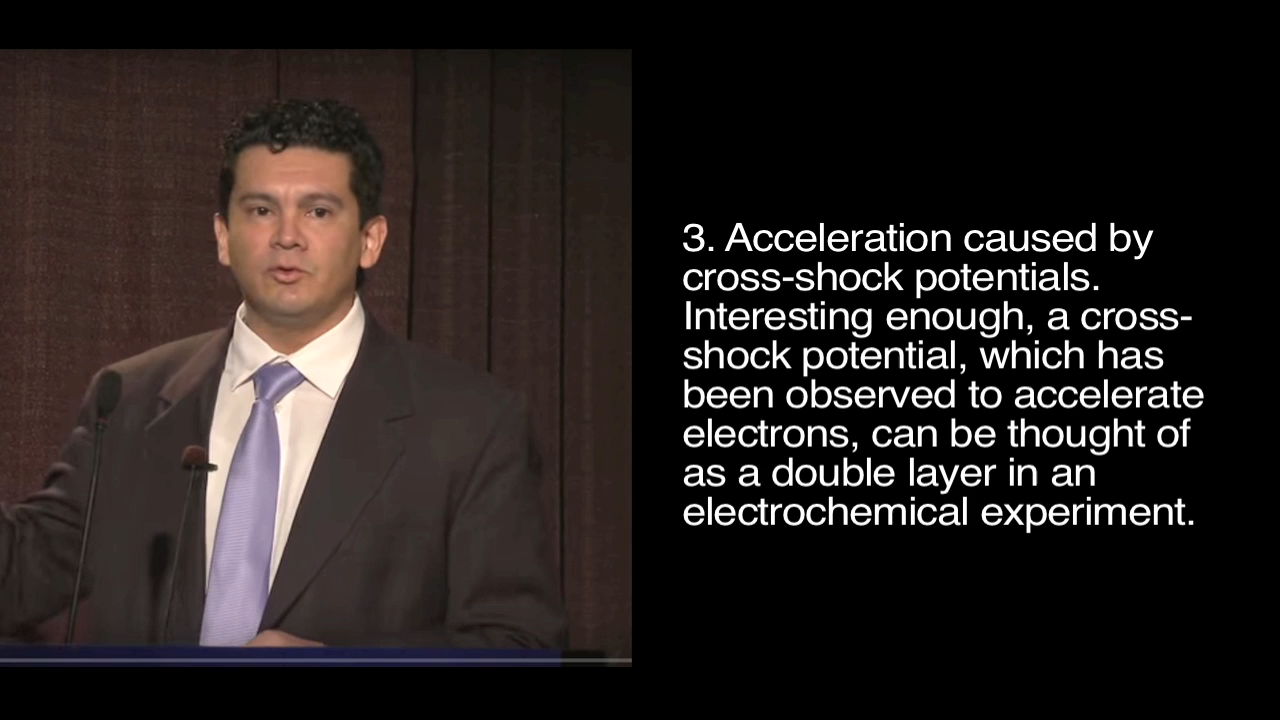 3. Acceleration caused by
cross-shock potentials.
Interesting enough, a cross-
shock potential, which has
been observed to accelerate
electrons, can be thought of
as a double layer in an
electrochemical experiment.